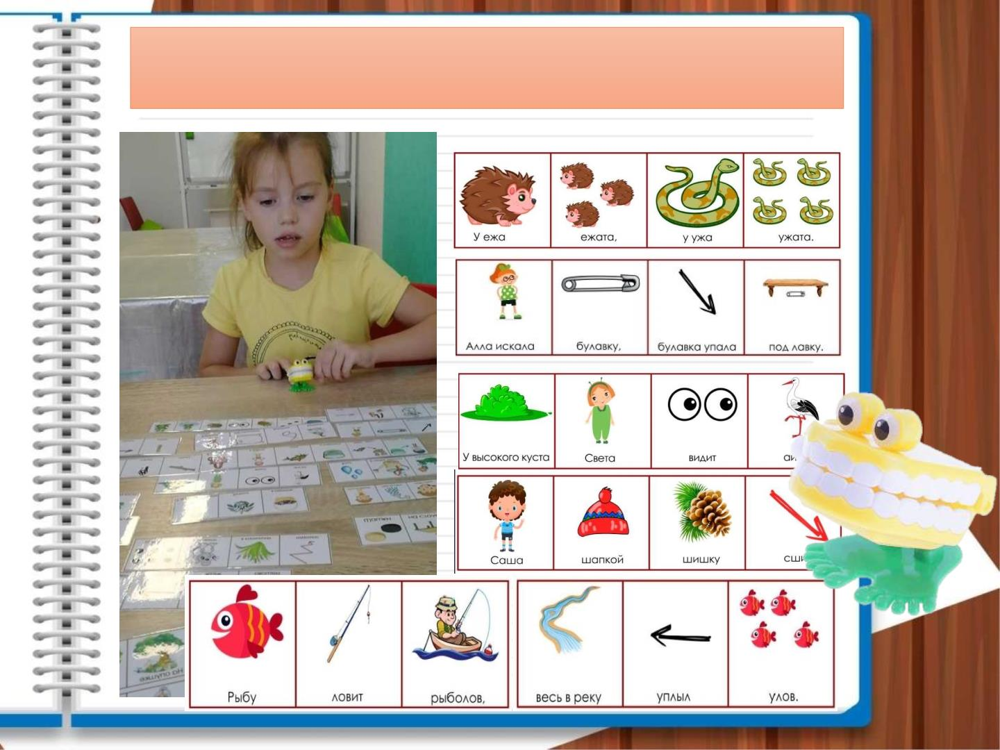 У ежа ежата, у ужа ужата.
Алла искала булавку, булавка упала под лавку.
У высокого куста Света видит
Саша шапкой шишку
Рыбу ловит рыболов, весь в реку уплыл улов.